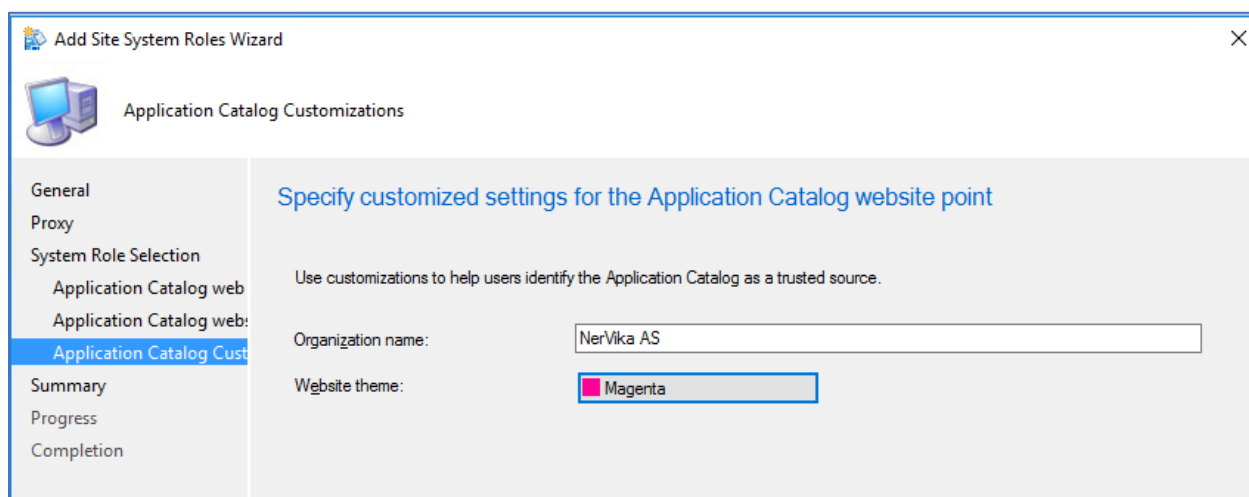 Add Site System Roles Wizard
Application Catalog Customizations
General
Proxy
System Role Selection
Application Catalog web
Application Catalog webs
Application Catalog Cust
Summary
Progress
Completion
Specify customized settings for the Application Catalog website point
Use customizations to help users identify the Application Catalog as a trusted source.
Organization name: NerVika AS
Website theme: Magenta